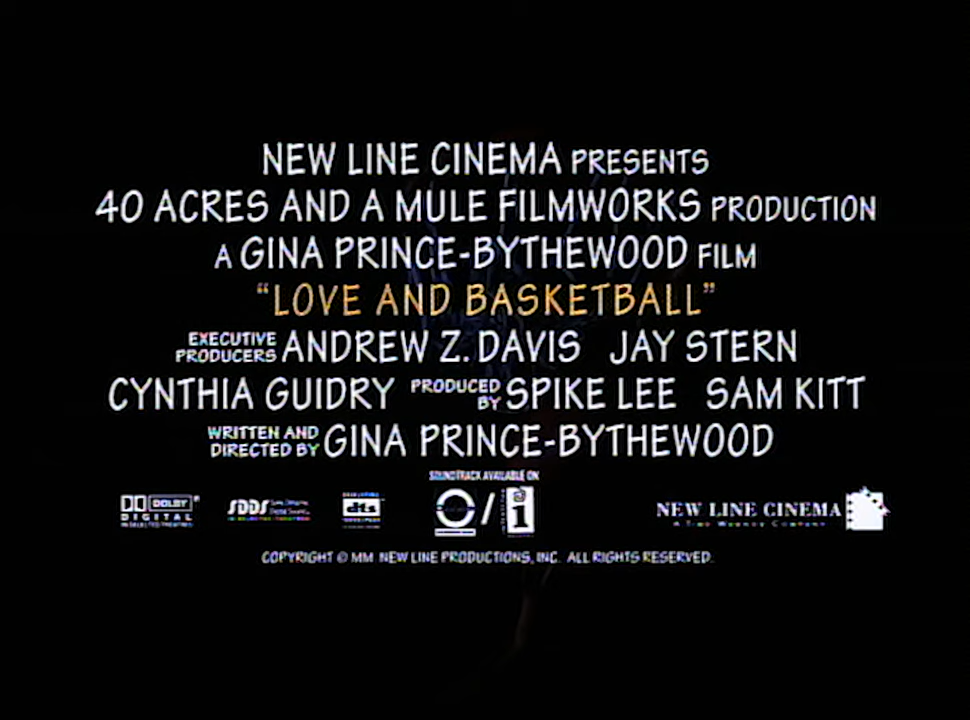 NEW LINE CINEMA PRESENTS
40 ACRES AND A MULE FILMWORKS PRODUCTION
A GINA PRINCE-BYTHEWOOD FILM
"LOVE AND BASKETBALL"
EXECUTIVE PRODUCERS ANDREW Z. DAVIS JAY STERN
CYNTHIA GUIDRY PRODUCED BY SPIKE LEE SAM KITT
WRITTEN AND DIRECTED BY GINA PRINCE-BYTHEWOOD
SOUNDTRACK AVAILABLE ON
DOLBY DIGITAL
SDDS
dts
/ i
NEW LINE CINEMA
A Time Warner Company
COPYRIGHT © MM NEW LINE PRODUCTIONS, INC. ALL RIGHTS RESERVED.